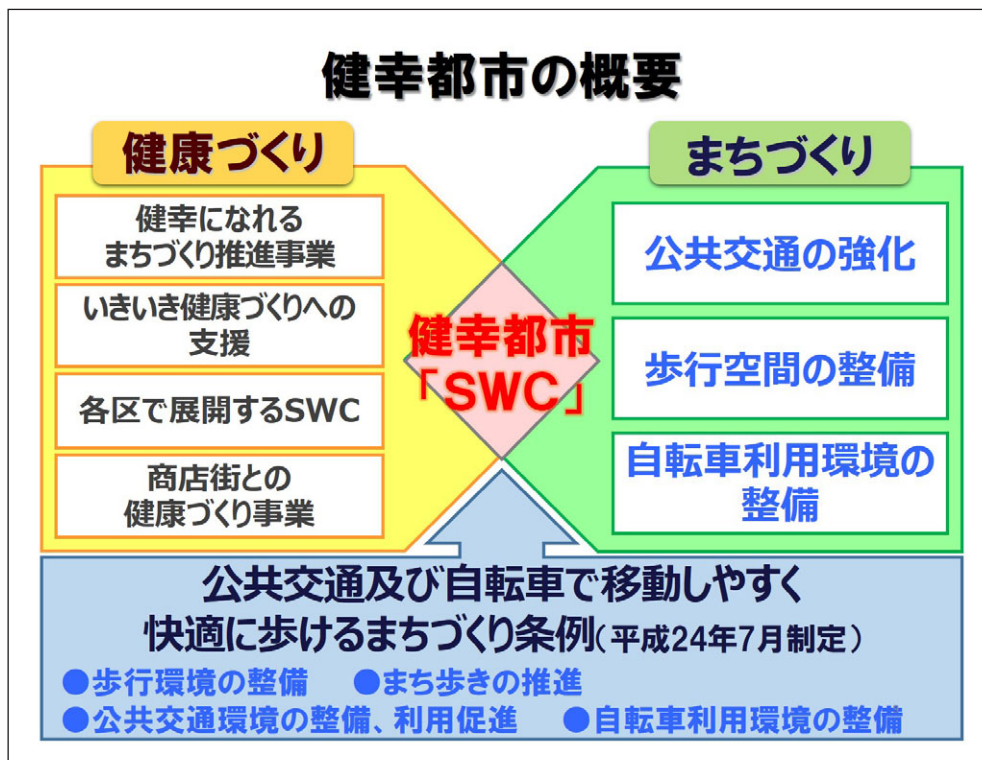 健幸都市の概要
健康づくり
健幸になれる
まちづくり推進事業
いきいき健康づくりへの
支援
各区で展開するSWC
商店街との
健康づくり事業
健幸都市
「SWC」
まちづくり
公共交通の強化
歩行空間の整備
自転車利用環境の
整備
公共交通及び自転車で移動しやすく
快適に歩けるまちづくり条例(平成24年7月制定)
●歩行環境の整備 ●まち歩きの推進
●公共交通環境の整備、利用促進 ●自転車利用環境の整備